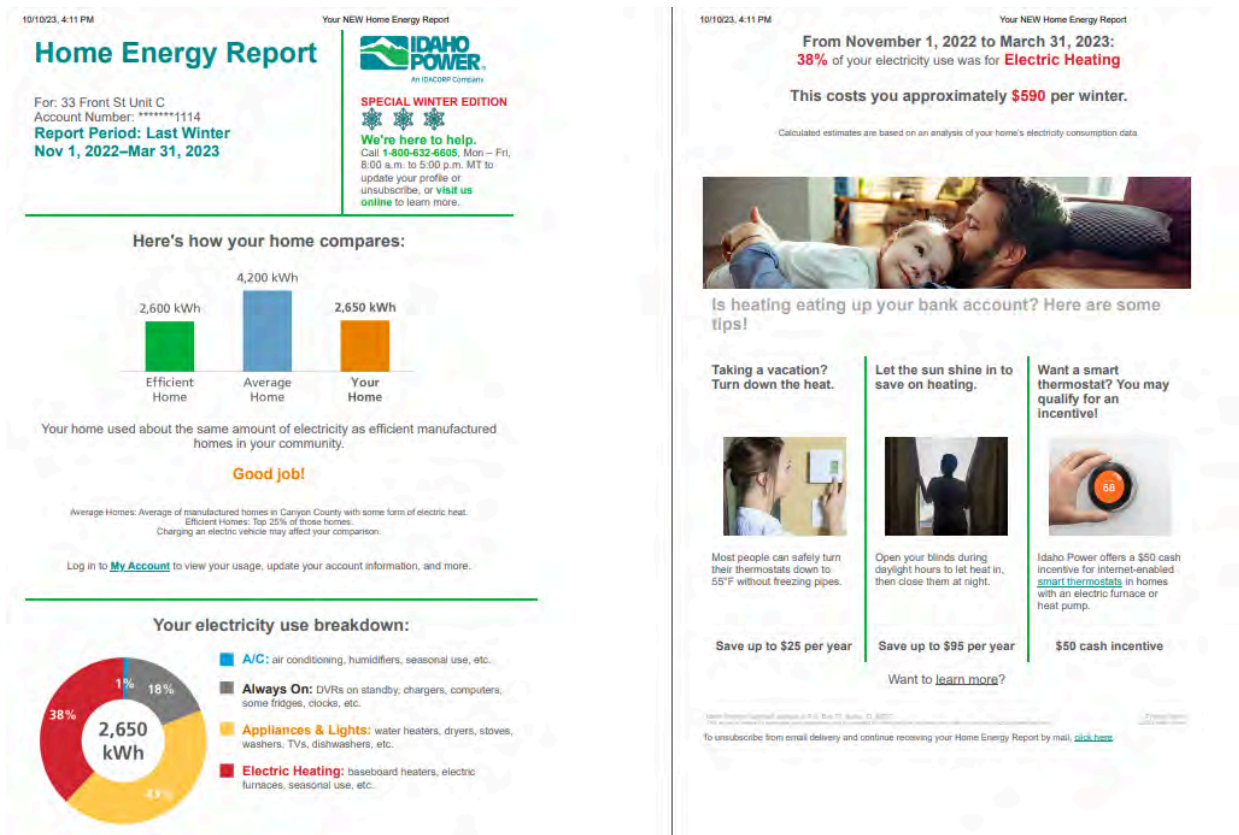 10/10/23, 4:11 PM
Your NEW Home Energy Report
Home Energy Report
IDAHO
POWER
An IDACORP Company
For: 33 Front St Unit C
Account Number: *******1114
Report Period: Last Winter
Nov 1, 2022–Mar 31, 2023
SPECIAL WINTER EDITION
We're here to help.
Call 1-800-632-6605, Mon – Fri,
8:00 a.m. to 5:00 p.m. MT to
update your profile or
unsubscribe, or visit us
online to learn more.
Here's how your home compares:
4,200 kWh
2,600 kWh
2,650 kWh
Efficient
Home
Average
Home
Your
Home
Your home used about the same amount of electricity as efficient manufactured
homes in your community.
Good job!
Average Homes: Average of manufactured homes in Canyon County with some form of electric heat.
Efficient Homes: Top 25% of those homes.
Charging an electric vehicle may affect your comparison.
Log in to My Account to view your usage, update your account information, and more.
Your electricity use breakdown:
1%
18%
38%
2,650
kWh
A/C: air conditioning, humidifiers, seasonal use, etc.
Always On: DVRs on standby, chargers, computers,
some fridges, clocks, etc.
Appliances & Lights: water heaters, dryers, stoves,
washers, TVs, dishwashers, etc.
Electric Heating: baseboard heaters, electric
furnaces, seasonal use, etc.
10/10/23, 4:11 PM
Your NEW Home Energy Report
From November 1, 2022 to March 31, 2023:
38% of your electricity use was for Electric Heating
This costs you approximately $590 per winter.
Calculated estimates are based on an analysis of your home's electricity consumption data
Is heating eating up your bank account? Here are some
tips!
Taking a vacation?
Turn down the heat.
Most people can safely turn
their thermostats down to
55°F without freezing pipes.
Save up to $25 per year
Let the sun shine in to
save on heating.
Open your blinds during
daylight hours to let heat in,
then close them at night.
Save up to $95 per year
Want a smart
thermostat? You may
qualify for an
incentive!
68
Idaho Power offers a $50 cash
incentive for internet-enabled
smart thermostats in homes
with an electric furnace or
heat pump.
$50 cash incentive
Want to learn more?
To unsubscribe from email delivery and continue receiving your Home Energy Report by mail, click here.